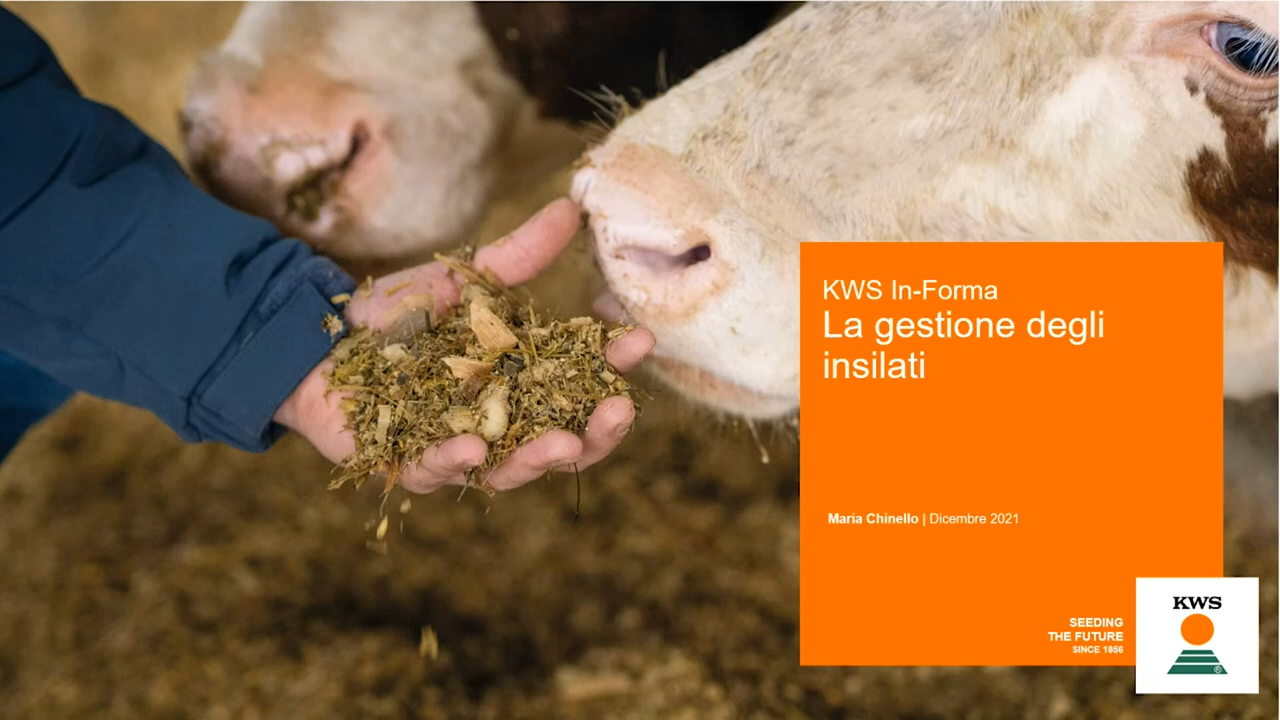 KWS In-Forma
La gestione degli
insilati
Maria Chinello | Dicembre 2021
SEEDING
THE FUTURE
SINCE 1856
KWS
®